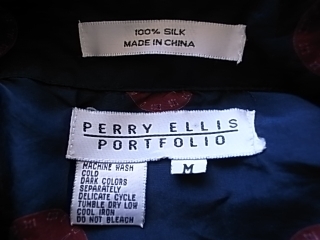 100% SILK
MADE IN CHINA
PERRY ELLIS
PORTFOLIO
M
MACHINE WASH
COLD
DARK COLORS
SEPARATELY
DELICATE CYCLE
TUMBLE DRY LOW
COOL IRON
DO NOT BLEACH